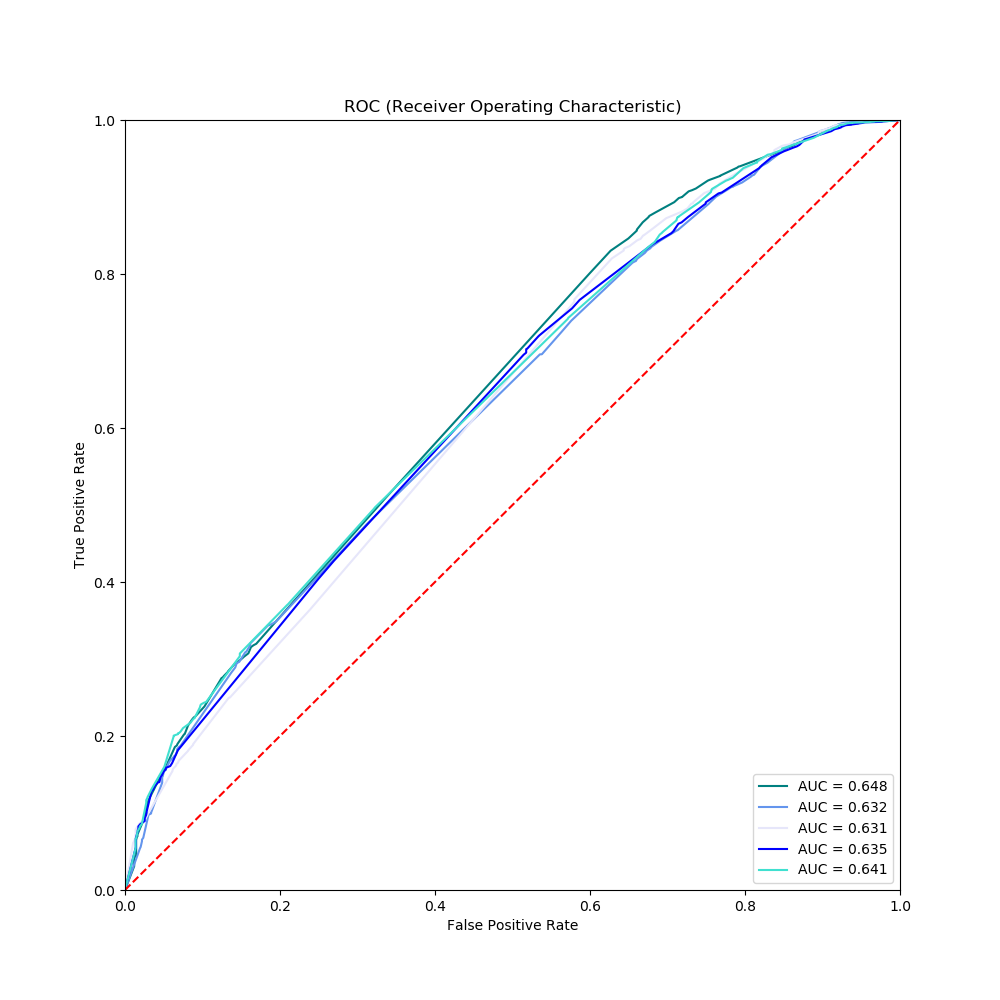 ROC (Receiver Operating Characteristic)
1.0
0.8
0.6
0.4
0.2
0.0
True Positive Rate
AUC = 0.648
AUC = 0.632
AUC = 0.631
AUC = 0.635
AUC = 0.641
0.0 0.2 0.4 0.6 0.8 1.0
False Positive Rate